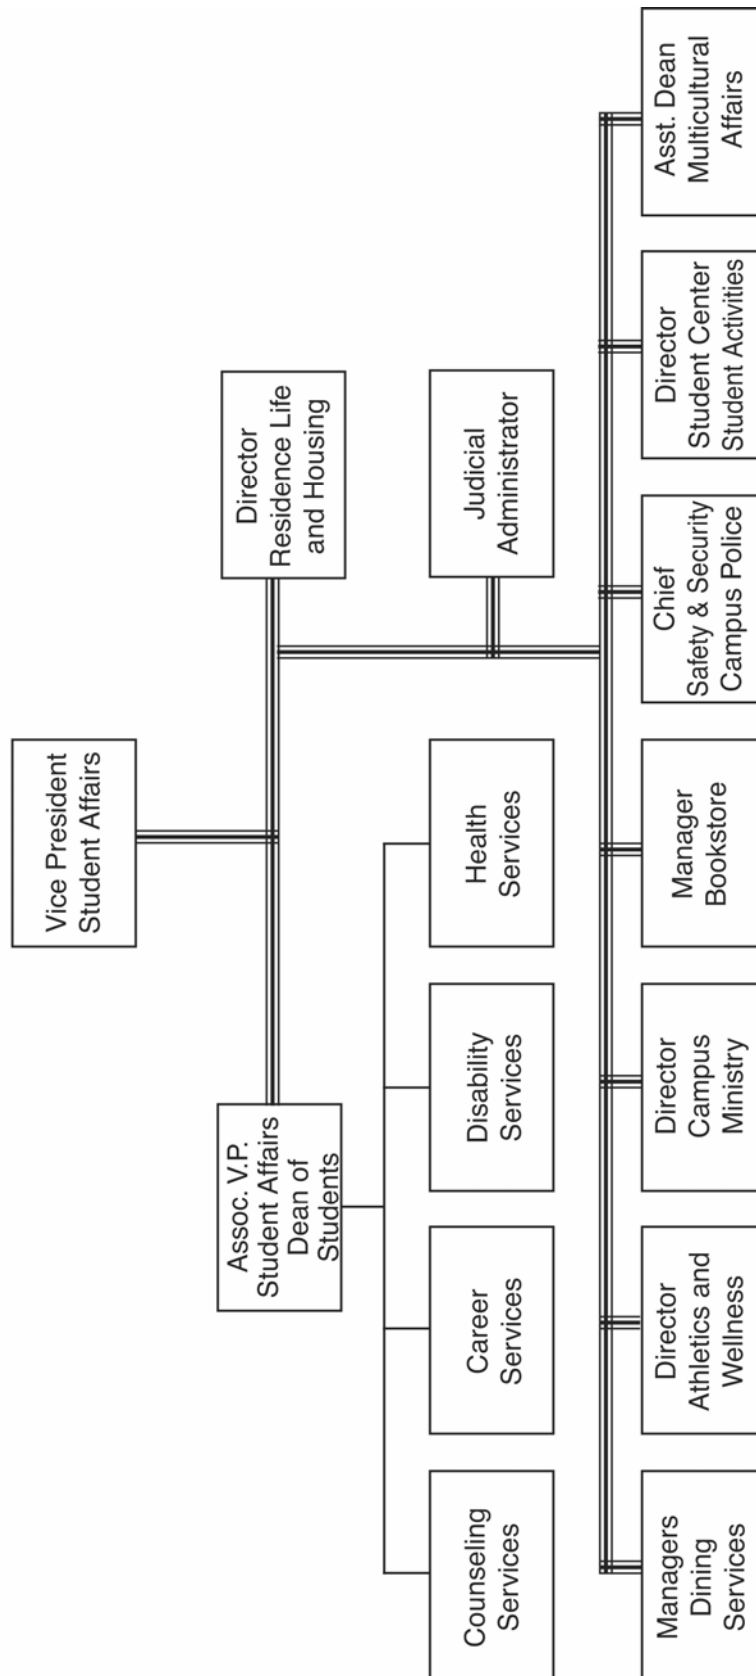 Vice President
Student Affairs
Assoc. V.P.
Student Affairs
Dean of
Students
Director
Residence Life
and Housing
Counseling
Services
Career
Services
Disability
Services
Health
Services
Judicial
Administrator
Managers
Dining
Services
Director
Athletics and
Wellness
Director
Campus
Ministry
Manager
Bookstore
Chief
Safety & Security
Campus Police
Director
Student Center
Student Activities
Asst. Dean
Multicultural
Affairs